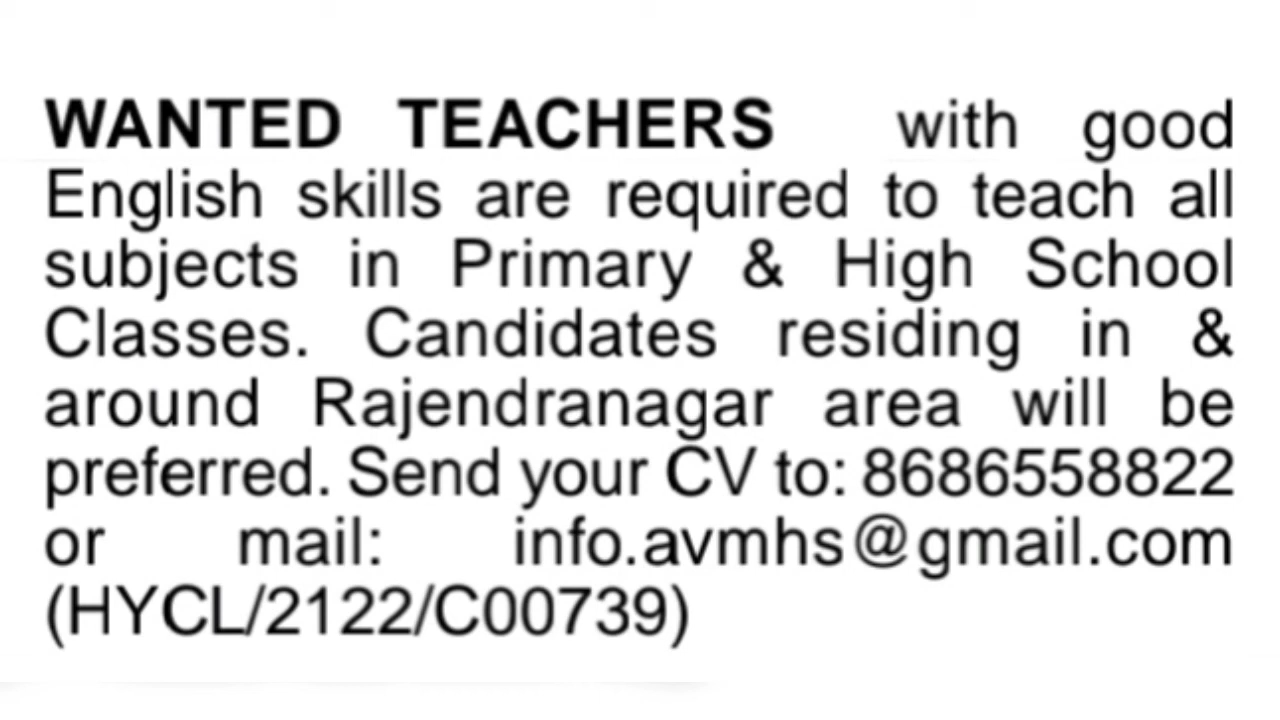 WANTED TEACHERS with good
English skills are required to teach all
subjects in Primary & High School
Classes. Candidates residing in &
around Rajendranagar area will be
preferred. Send your CV to: 8686558822
or mail: info.avmhs@gmail.com
(HYCL/2122/C00739)